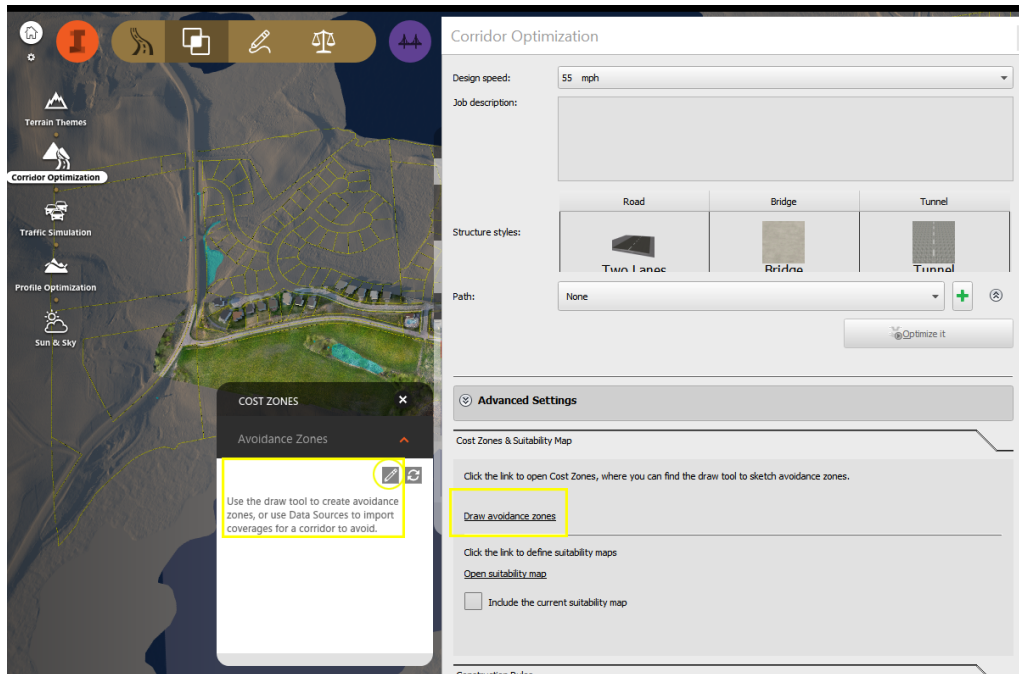 Terrain Themes
Corridor Optimization
Traffic Simulation
Profile Optimization
Sun & Sky
COST ZONES
Avoidance Zones
Use the draw tool to create avoidance
zones, or use Data Sources to import
coverages for a corridor to avoid.
Corridor Optimization
Design speed:
55 mph
Job description:
Road Bridge Tunnel
Structure styles:
Two Lanes Bridge Tunnel
Path:
None
Optimize it
Advanced Settings
Cost Zones & Suitability Map
Click the link to open Cost Zones, where you can find the draw tool to sketch avoidance zones.
Draw avoidance zones
Click the link to define suitability maps
Open suitability map
Include the current suitability map
Construction Rules